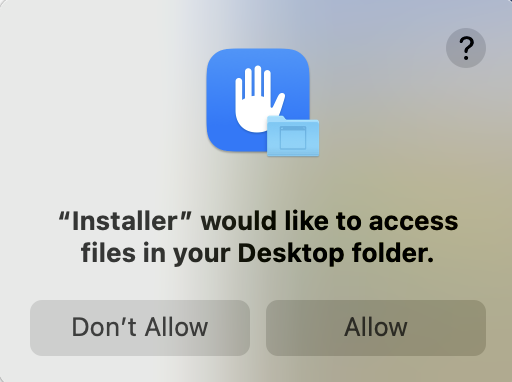 ?
“Installer” would like to access
files in your Desktop folder.
Don’t Allow
Allow